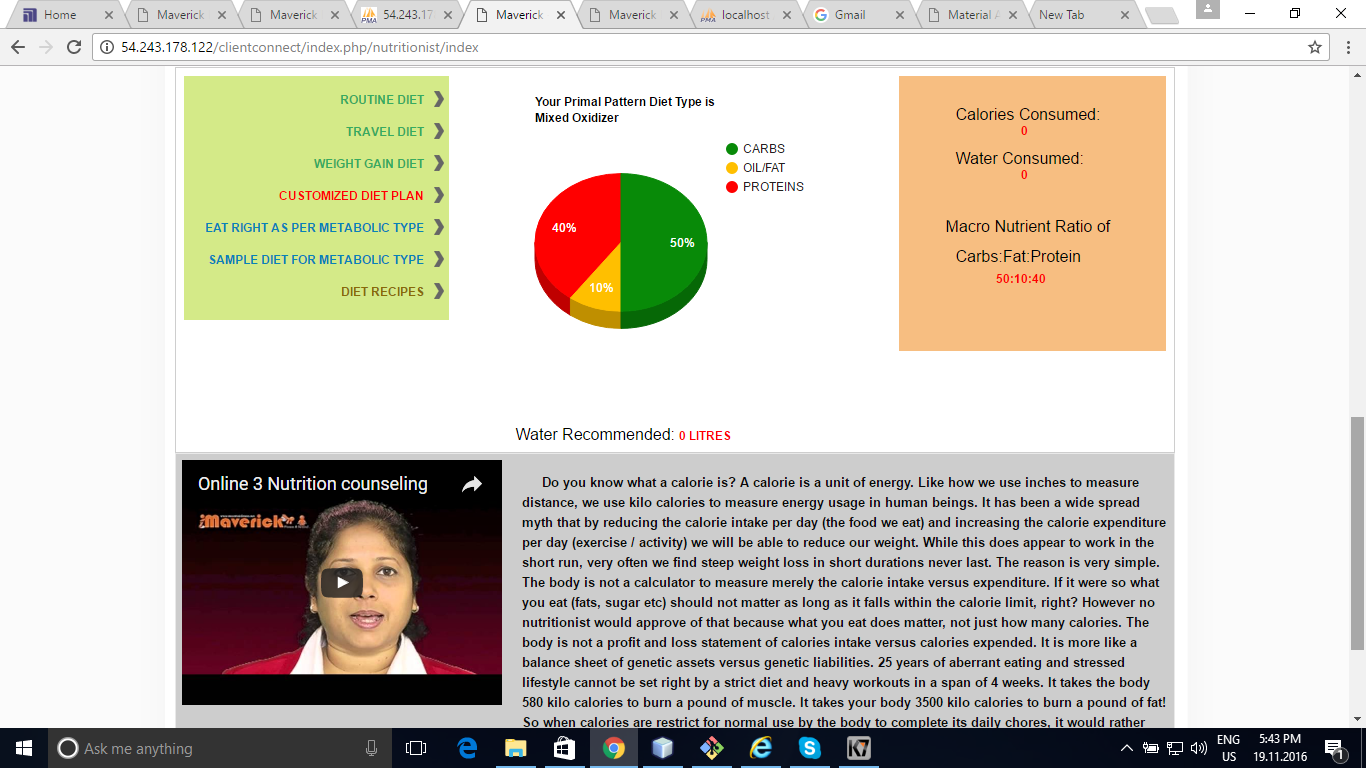 Home
Maverick
Maverick
54.243.17
Maverick
Maverick
localhost
Gmail
Material A
New Tab
54.243.178.122/clientconnect/index.php/nutritionist/index
ROUTINE DIET
TRAVEL DIET
WEIGHT GAIN DIET
CUSTOMIZED DIET PLAN
EAT RIGHT AS PER METABOLIC TYPE
SAMPLE DIET FOR METABOLIC TYPE
DIET RECIPES
Your Primal Pattern Diet Type is
Mixed Oxidizer
CARBS
OIL/FAT
PROTEINS
40%
50%
10%
Calories Consumed:
0
Water Consumed:
0
Macro Nutrient Ratio of
Carbs:Fat:Protein
50:10:40
Water Recommended: 0 LITRES
Online 3 Nutrition counseling
iMaverick
Do you know what a calorie is? A calorie is a unit of energy. Like how we use inches to measure
distance, we use kilo calories to measure energy usage in human beings. It has been a wide spread
myth that by reducing the calorie intake per day (the food we eat) and increasing the calorie expenditure
per day (exercise / activity) we will be able to reduce our weight. While this does appear to work in the
short run, very often we find steep weight loss in short durations never last. The reason is very simple.
The body is not a calculator to measure merely the calorie intake versus expenditure. If it were so what
you eat (fats, sugar etc) should not matter as long as it falls within the calorie limit, right? However no
nutritionist would approve of that because what you eat does matter, not just how many calories. The
body is not a profit and loss statement of calories intake versus calories expended. It is more like a
balance sheet of genetic assets versus genetic liabilities. 25 years of aberrant eating and stressed
lifestyle cannot be set right by a strict diet and heavy workouts in a span of 4 weeks. It takes the body
580 kilo calories to burn a pound of muscle. It takes your body 3500 kilo calories to burn a pound of fat!
So when calories are restrict for normal use by the body to complete its daily chores, it would rather
Ask me anything
ENG
US
5:43 PM
19.11.2016
1